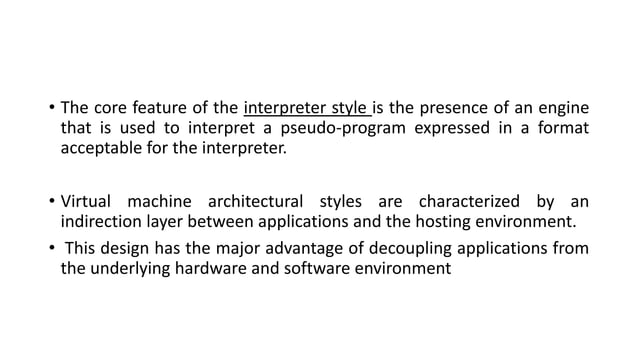 • The core feature of the interpreter style is the presence of an engine
that is used to interpret a pseudo-program expressed in a format
acceptable for the interpreter.
• Virtual machine architectural styles are characterized by an
indirection layer between applications and the hosting environment.
• This design has the major advantage of decoupling applications from
the underlying hardware and software environment